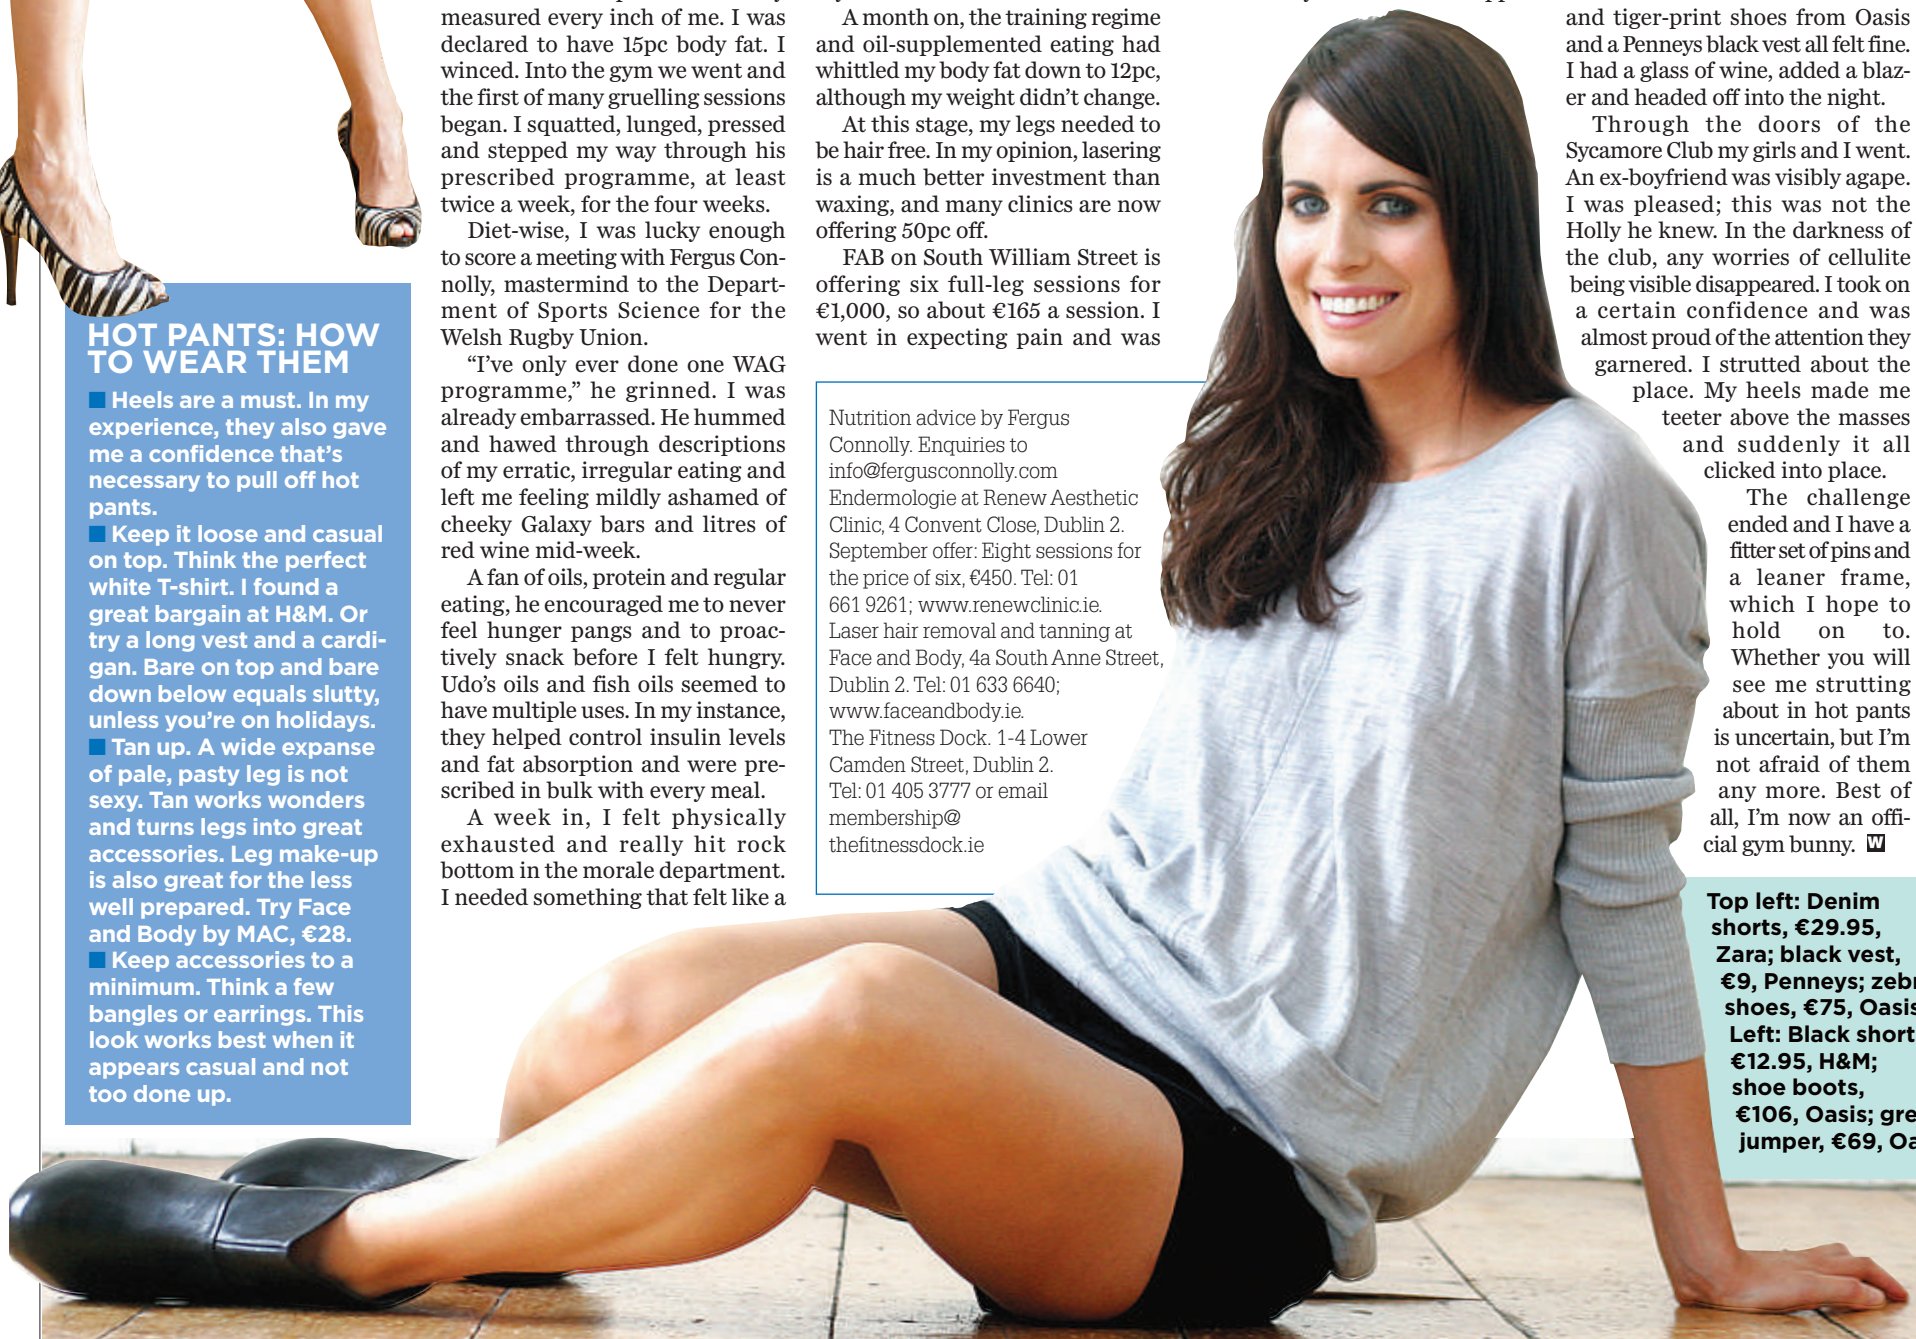 measured every inch of me. I was
declared to have 15pc body fat. I
winced. Into the gym we went and
the first of many gruelling sessions
began. I squatted, lunged, pressed
and stepped my way through his
prescribed programme, at least
twice a week, for the four weeks.
Diet-wise, I was lucky enough
to score a meeting with Fergus Con-
nolly, mastermind to the Depart-
ment of Sports Science for the
Welsh Rugby Union.
“I’ve only ever done one WAG
programme,” he grinned. I was
already embarrassed. He hummed
and hawed through descriptions
of my erratic, irregular eating and
left me feeling mildly ashamed of
cheeky Galaxy bars and litres of
red wine mid-week.
A fan of oils, protein and regular
eating, he encouraged me to never
feel hunger pangs and to proac-
tively snack before I felt hungry.
Udo’s oils and fish oils seemed to
have multiple uses. In my instance,
they helped control insulin levels
and fat absorption and were pre-
scribed in bulk with every meal.
A week in, I felt physically
exhausted and really hit rock
bottom in the morale department.
I needed something that felt like a
A month on, the training regime
and oil-supplemented eating had
whittled my body fat down to 12pc,
although my weight didn’t change.
At this stage, my legs needed to
be hair free. In my opinion, lasering
is a much better investment than
waxing, and many clinics are now
offering 50pc off.
FAB on South William Street is
offering six full-leg sessions for
€1,000, so about €165 a session. I
went in expecting pain and was
and tiger-print shoes from Oasis
and a Penneys black vest all felt fine.
I had a glass of wine, added a blaz-
er and headed off into the night.
Through the doors of the
Sycamore Club my girls and I went.
An ex-boyfriend was visibly agape.
I was pleased; this was not the
Holly he knew. In the darkness of
the club, any worries of cellulite
being visible disappeared. I took on
a certain confidence and was
almost proud of the attention they
garnered. I strutted about the
place. My heels made me
teeter above the masses
and suddenly it all
clicked into place.
The challenge
ended and I have a
fitter set of pins and
a leaner frame,
which I hope to
hold on to.
Whether you will
see me strutting
about in hot pants
is uncertain, but I’m
not afraid of them
any more. Best of
all, I’m now an offi-
cial gym bunny. W
HOT PANTS: HOW
TO WEAR THEM
■ Heels are a must. In my
experience, they also gave
me a confidence that’s
necessary to pull off hot
pants.
■ Keep it loose and casual
on top. Think the perfect
white T-shirt. I found a
great bargain at H&M. Or
try a long vest and a cardi-
gan. Bare on top and bare
down below equals slutty,
unless you’re on holidays.
■ Tan up. A wide expanse
of pale, pasty leg is not
sexy. Tan works wonders
and turns legs into great
accessories. Leg make-up
is also great for the less
well prepared. Try Face
and Body by MAC, €28.
■ Keep accessories to a
minimum. Think a few
bangles or earrings. This
look works best when it
appears casual and not
too done up.
Nutrition advice by Fergus
Connolly. Enquiries to
info@fergusconnolly.com
Endermologie at Renew Aesthetic
Clinic, 4 Convent Close, Dublin 2.
September offer: Eight sessions for
the price of six, €450. Tel: 01
661 9261; www.renewclinic.ie.
Laser hair removal and tanning at
Face and Body, 4a South Anne Street,
Dublin 2. Tel: 01 633 6640;
www.faceandbody.ie.
The Fitness Dock. 1-4 Lower
Camden Street, Dublin 2.
Tel: 01 405 3777 or email
membership@
thefitnessdock.ie
Top left: Denim
shorts, €29.95,
Zara; black vest,
€9, Penneys; zebr
shoes, €75, Oasis
Left: Black short
€12.95, H&M;
shoe boots,
€106, Oasis; gre
jumper, €69, Oa